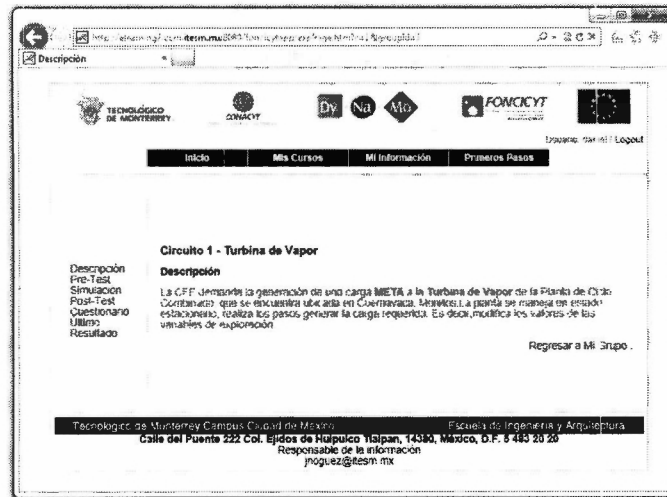 Descripción
TECNOLÓGICO
DE MONTERREY
CONACYT
Dy Na Mo
FONCICYT
Logout
Inicio Mis Cursos Mi Información Primeros Pasos
Circuito 1 - Turbina de Vapor
Descripción
Pre-Test
Simulación
Post-Test
Cuestionario
Ultimo
Resultado
Descripción
La CFE demanda la generación de una carga META a la Turbina de Vapor de la Planta de Ciclo
Combinado que se encuentra ubicada en Cuernavaca, Morelos. La planta se maneja en estado
estacionario, realiza los pasos generar la carga requerida. Es decir, modifica los valores de las
variables de exploración
Regresar a Mi Grupo .
Tecnologico de Monterrey Campus Ciudad de México Escuela de Ingeniería y Arquitectura
Calle del Puente 222 Col. Ejidos de Huipulco Tlalpan, 14380, México, D.F. 5 483 20 20
Responsable de la información
jnoguez@itesm.mx